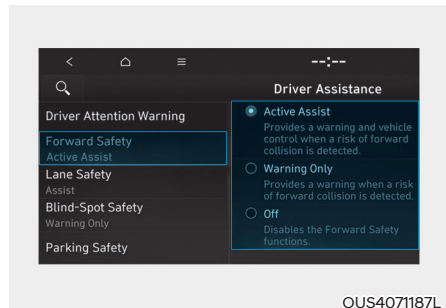 --:--
Driver Assistance
Driver Attention Warning
Forward Safety
Active Assist
Lane Safety
Assist
Blind-Spot Safety
Warning Only
Parking Safety
Active Assist
Provides a warning and vehicle
control when a risk of forward
collision is detected.
Warning Only
Provides a warning when a risk
of forward collision is detected.
Off
Disables the Forward Safety
functions.
OUS4071187L